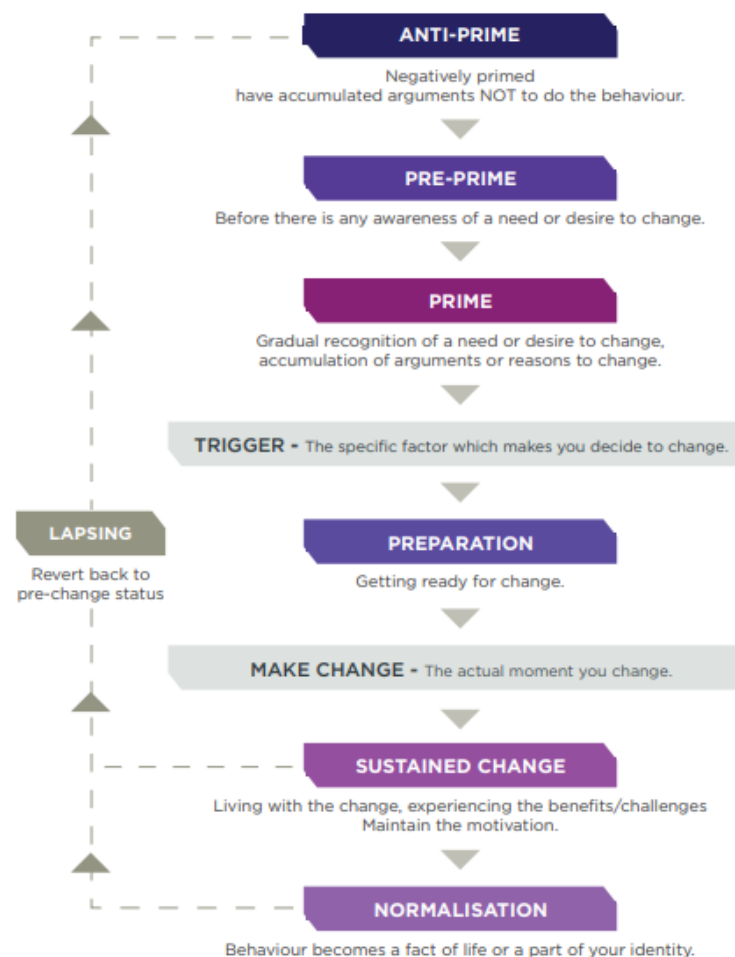 ANTI-PRIME
Negatively primed
have accumulated arguments NOT to do the behaviour.
PRE-PRIME
Before there is any awareness of a need or desire to change.
PRIME
Gradual recognition of a need or desire to change,
accumulation of arguments or reasons to change.
TRIGGER - The specific factor which makes you decide to change.
LAPSING
Revert back to
pre-change status
PREPARATION
Getting ready for change.
MAKE CHANGE - The actual moment you change.
SUSTAINED CHANGE
Living with the change, experiencing the benefits/challenges
Maintain the motivation.
NORMALISATION
Behaviour becomes a fact of life or a part of your identity.